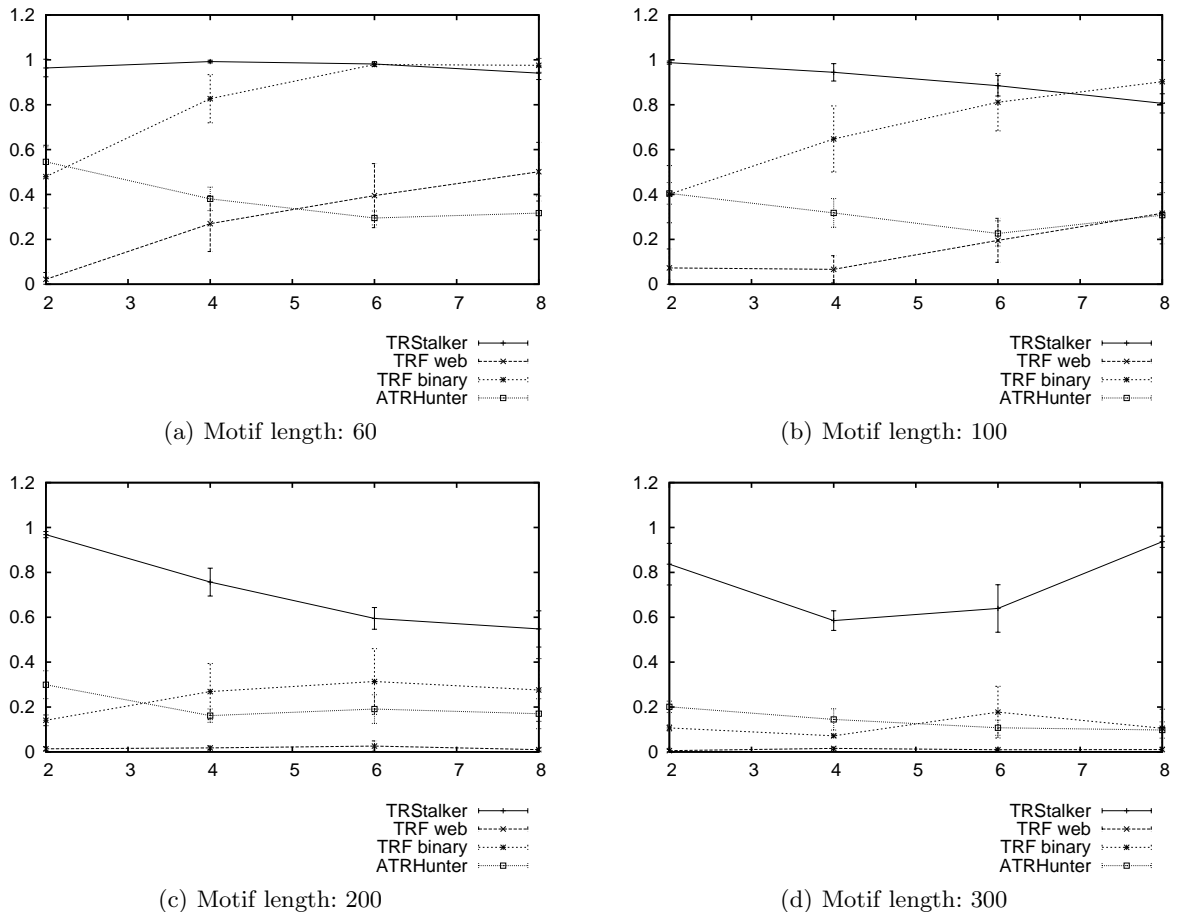 1.2
1
0.8
0.6
0.4
0.2
0
2 3 4 5 6 7 8
TRStalker
TRF web
TRF binary
ATRHunter
(a) Motif length: 60
1.2
1
0.8
0.6
0.4
0.2
0
2 3 4 5 6 7 8
TRStalker
TRF web
TRF binary
ATRHunter
(b) Motif length: 100
1.2
1
0.8
0.6
0.4
0.2
0
2 3 4 5 6 7 8
TRStalker
TRF web
TRF binary
ATRHunter
(c) Motif length: 200
1.2
1
0.8
0.6
0.4
0.2
0
2 3 4 5 6 7 8
TRStalker
TRF web
TRF binary
ATRHunter
(d) Motif length: 300